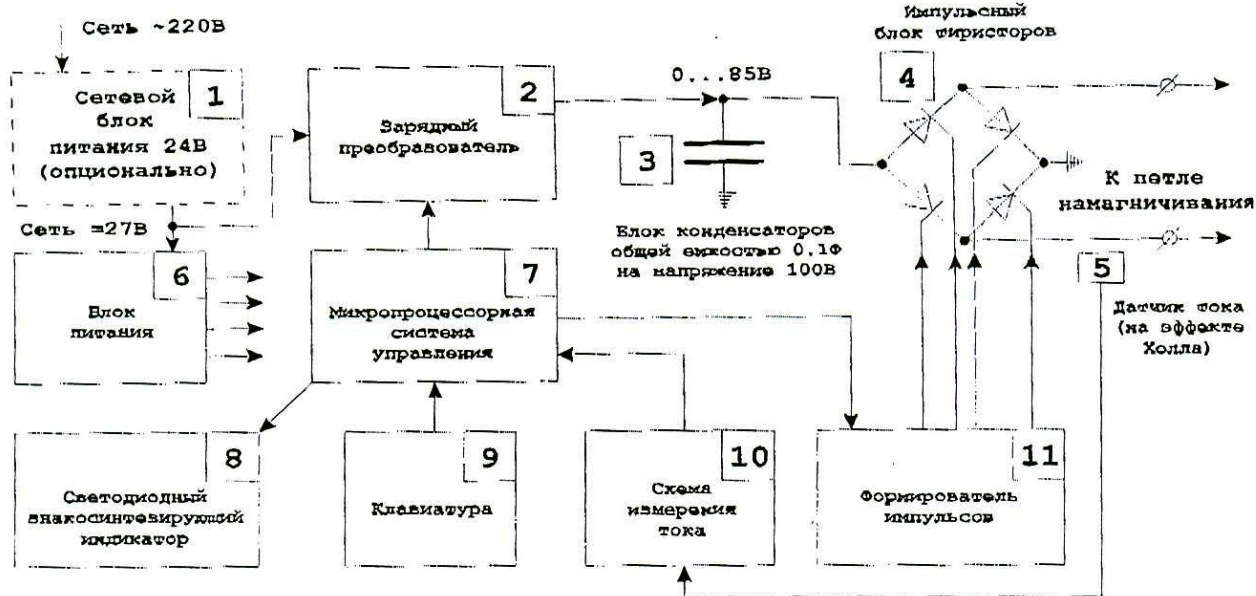 Сеть ~220В
1
Сетевой
блок
питания 24В
(опционально)
Сеть =27В
2
Зарядный
преобразователь
0...85В
3
Блок конденсаторов
общей емкостью 0,1Ф
на напряжение 100В
Импульсный
блок тиристоров
4
К петле
намагничивания
5
Датчик тока
(на эффекте
Холла)
6
Блок
питания
7
Микропроцессорная
система
управления
8
Светодиодный
знакосинтезирующий
индикатор
9
Клавиатура
10
Схема
измерения
тока
11
Формирователь
импульсов